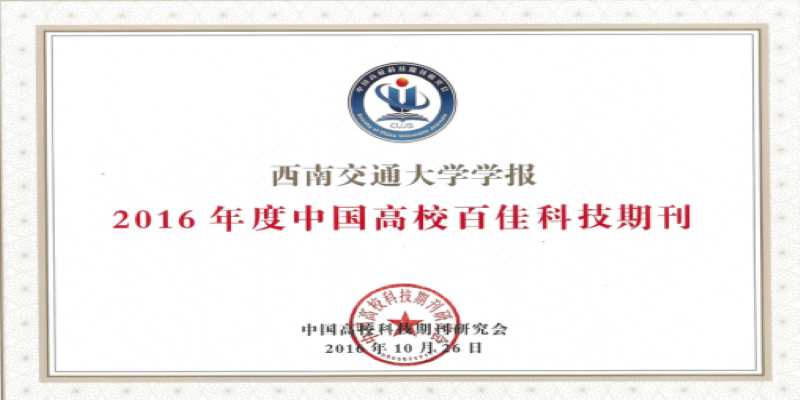 中国高校科技期刊研究会
CUJS
Society of China University Journals
西南交通大学学报
2016 年度中国高校百佳科技期刊
中国高校科技期刊研究会
中国高校科技期刊研究会
2016 年 10 月 26 日